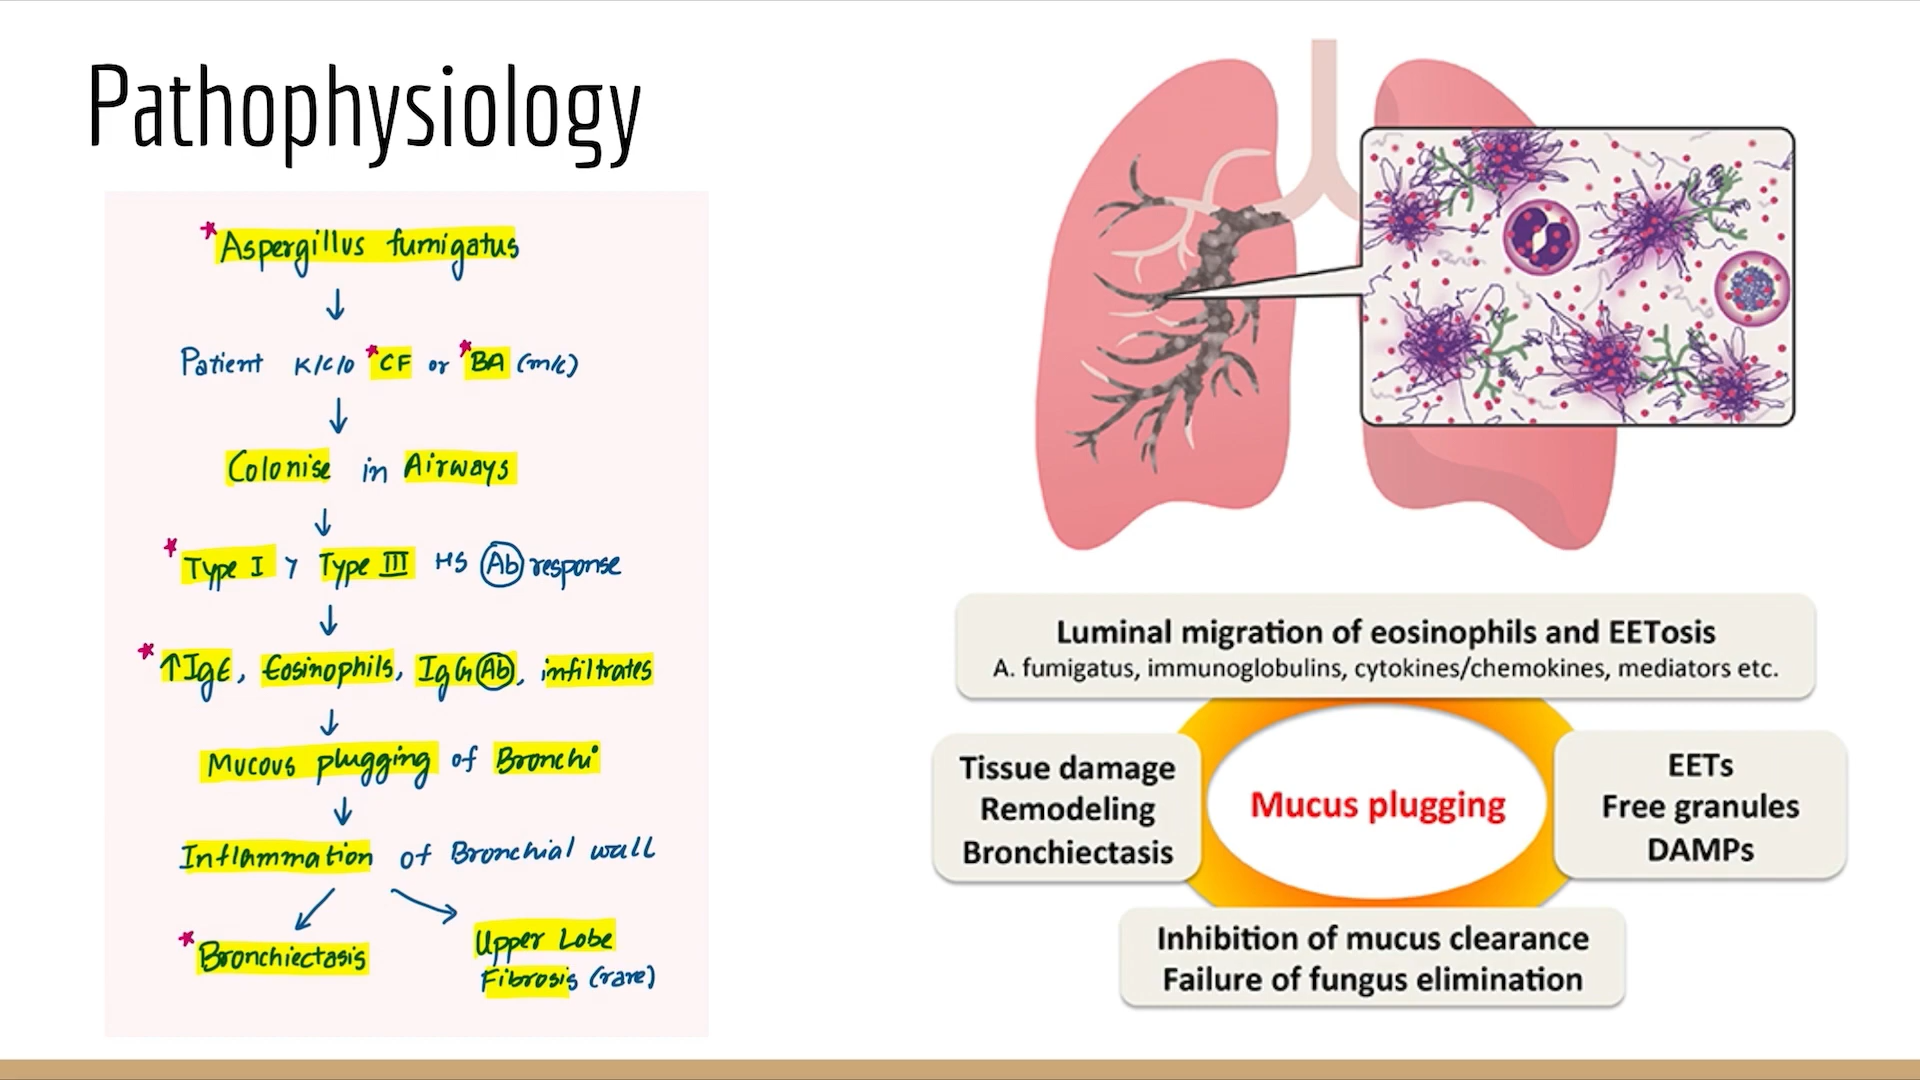 Pathophysiology
*Aspergillus fumigatus
↓
Patient K/C/O *CF or *BA (m/c)
↓
Colonise in Airways
↓
*Type I > Type III HS Ab response
↓
*↑IgE, Eosinophils, IgG Ab, infiltrates
↓
Mucous plugging of Bronchi
↓
Inflammation of Bronchial wall
*Bronchiectasis
Upper Lobe
Fibrosis (rare)
Luminal migration of eosinophils and EETosis
A. fumigatus, immunoglobulins, cytokines/chemokines, mediators etc.
Tissue damage
Remodeling
Bronchiectasis
Mucus plugging
EETs
Free granules
DAMPs
Inhibition of mucus clearance
Failure of fungus elimination